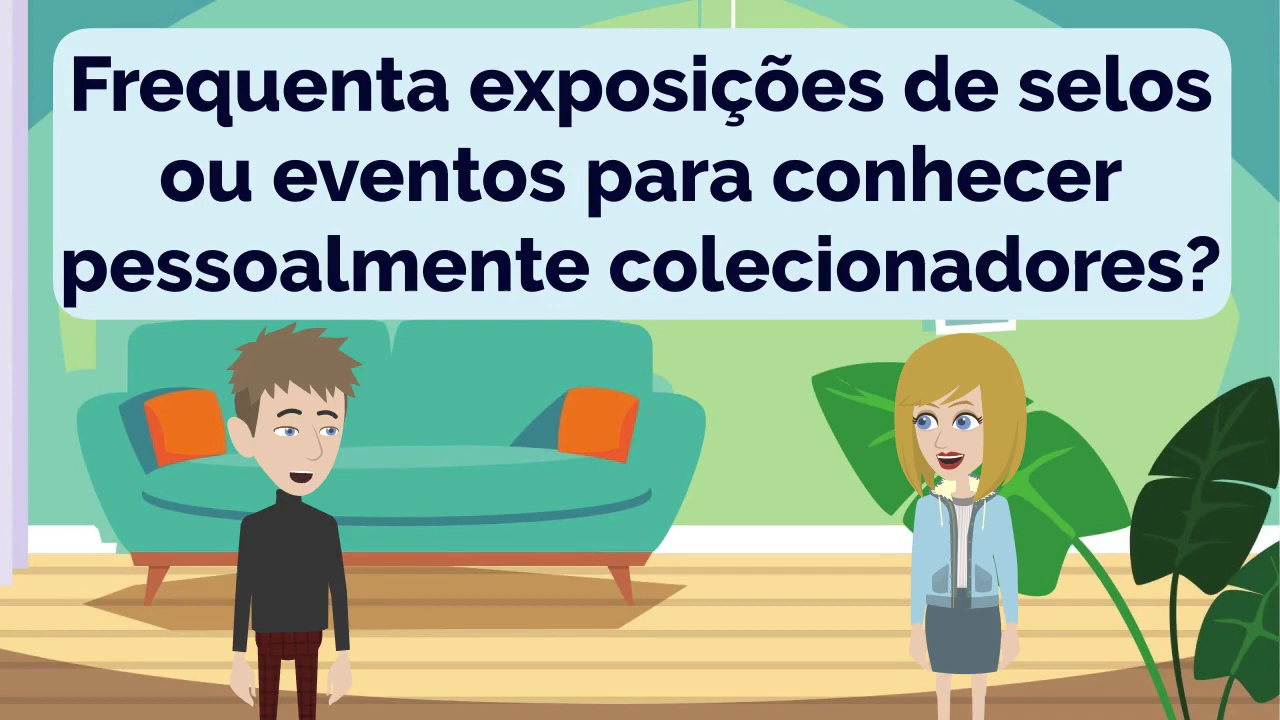 Frequenta exposições de selos
ou eventos para conhecer
pessoalmente colecionadores?